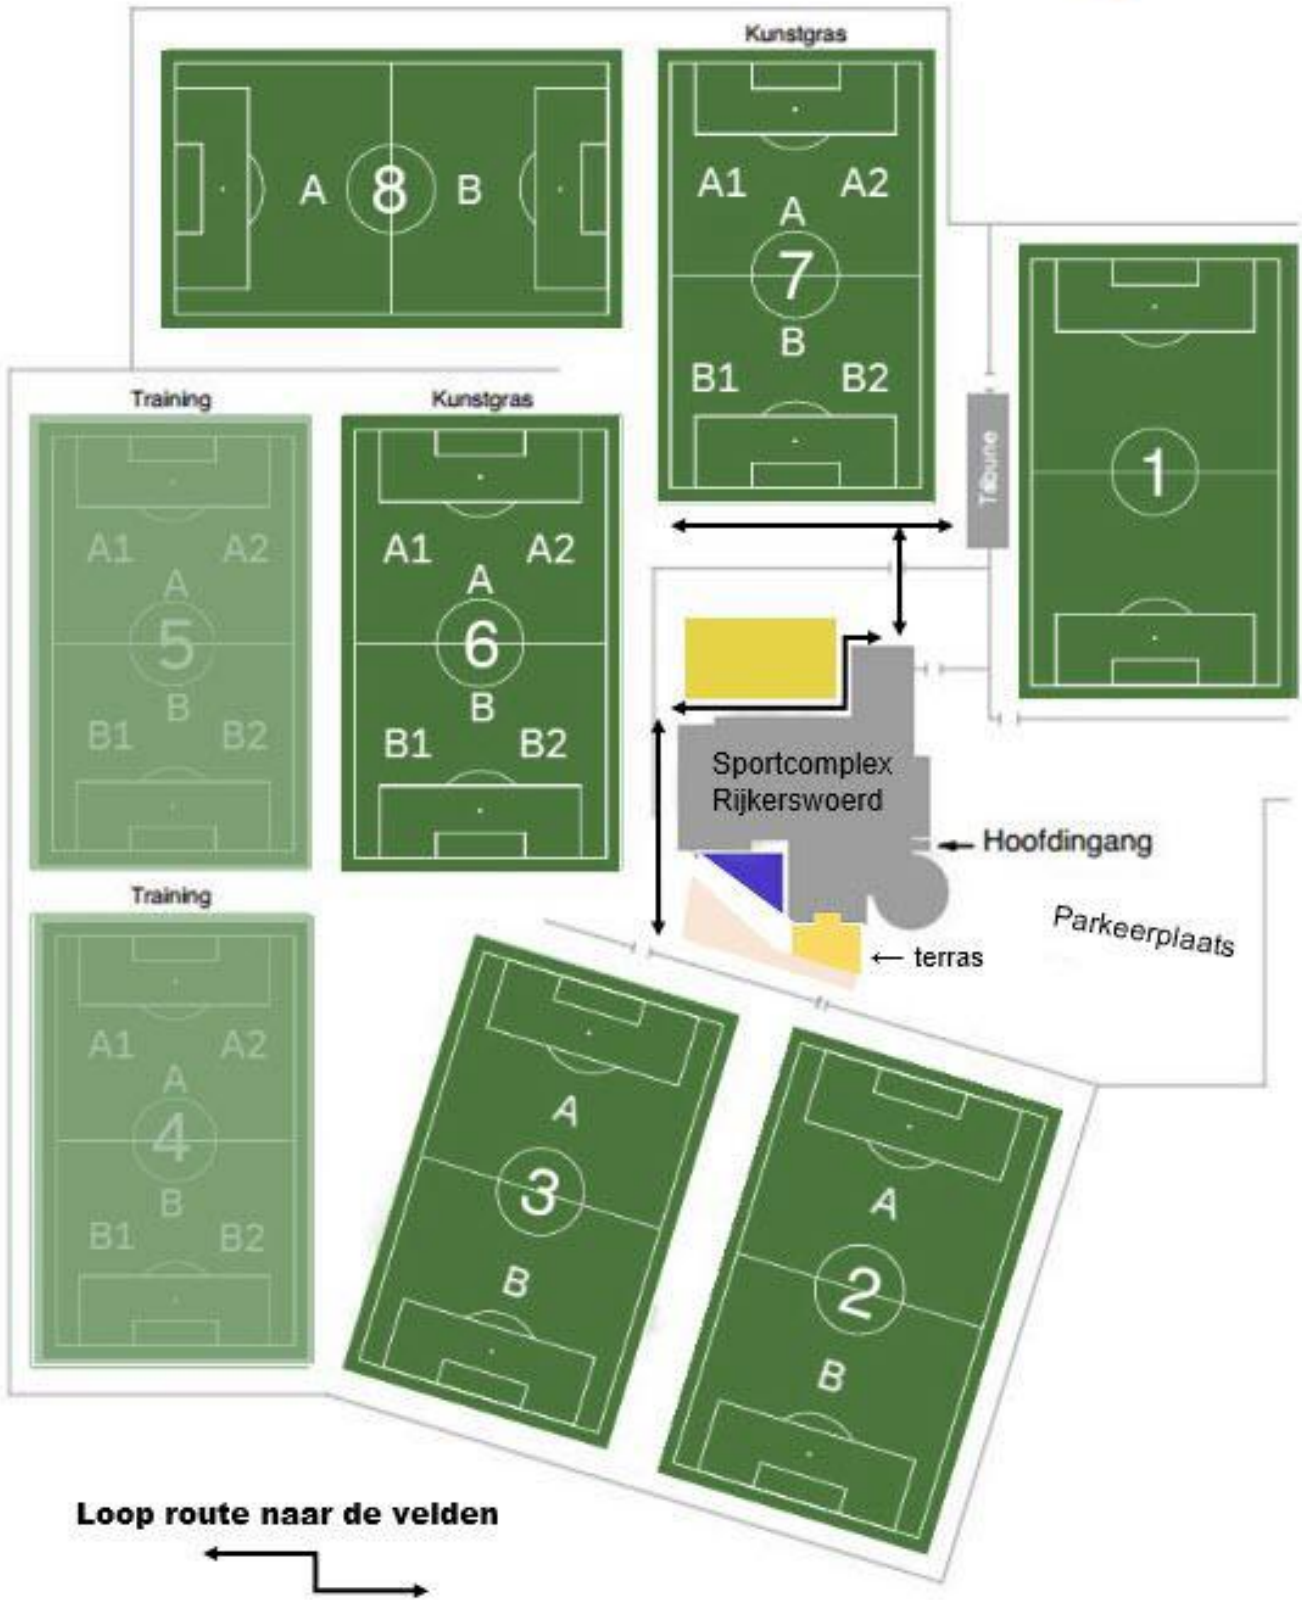 Kunstgras
A 8 B
A1 A2
A
7
B
B1 B2
1
Tribune
Training
A1 A2
A
5
B
B1 B2
Kunstgras
A1 A2
A
6
B
B1 B2
Sportcomplex
Rijkerswoerd
Hoofdingang
Parkeerplaats
terras
Training
A1 A2
A
4
B
B1 B2
A
3
B
A
2
B
Loop route naar de velden